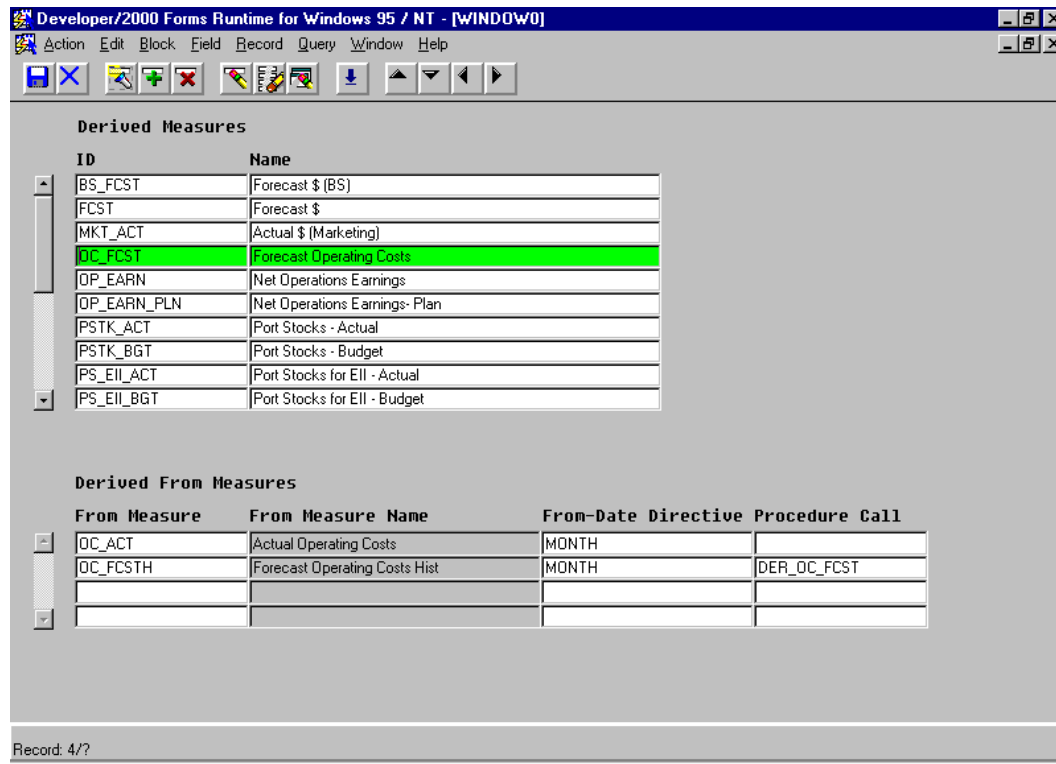 Developer/2000 Forms Runtime for Windows 95 / NT - [WINDOW0]
Action Edit Block Field Record Query Window Help
Derived Measures
ID Name
BS_FCST Forecast $ (BS)
FCST Forecast $
MKT_ACT Actual $ (Marketing)
OC_FCST Forecast Operating Costs
OP_EARN Net Operations Earnings
OP_EARN_PLN Net Operations Earnings- Plan
PSTK_ACT Port Stocks - Actual
PSTK_BGT Port Stocks - Budget
PS_EII_ACT Port Stocks for EII - Actual
PS_EII_BGT Port Stocks for EII - Budget
Derived From Measures
From Measure From Measure Name From-Date Directive Procedure Call
OC_ACT Actual Operating Costs MONTH
OC_FCSTH Forecast Operating Costs Hist MONTH DER_OC_FCST
Record: 4/?